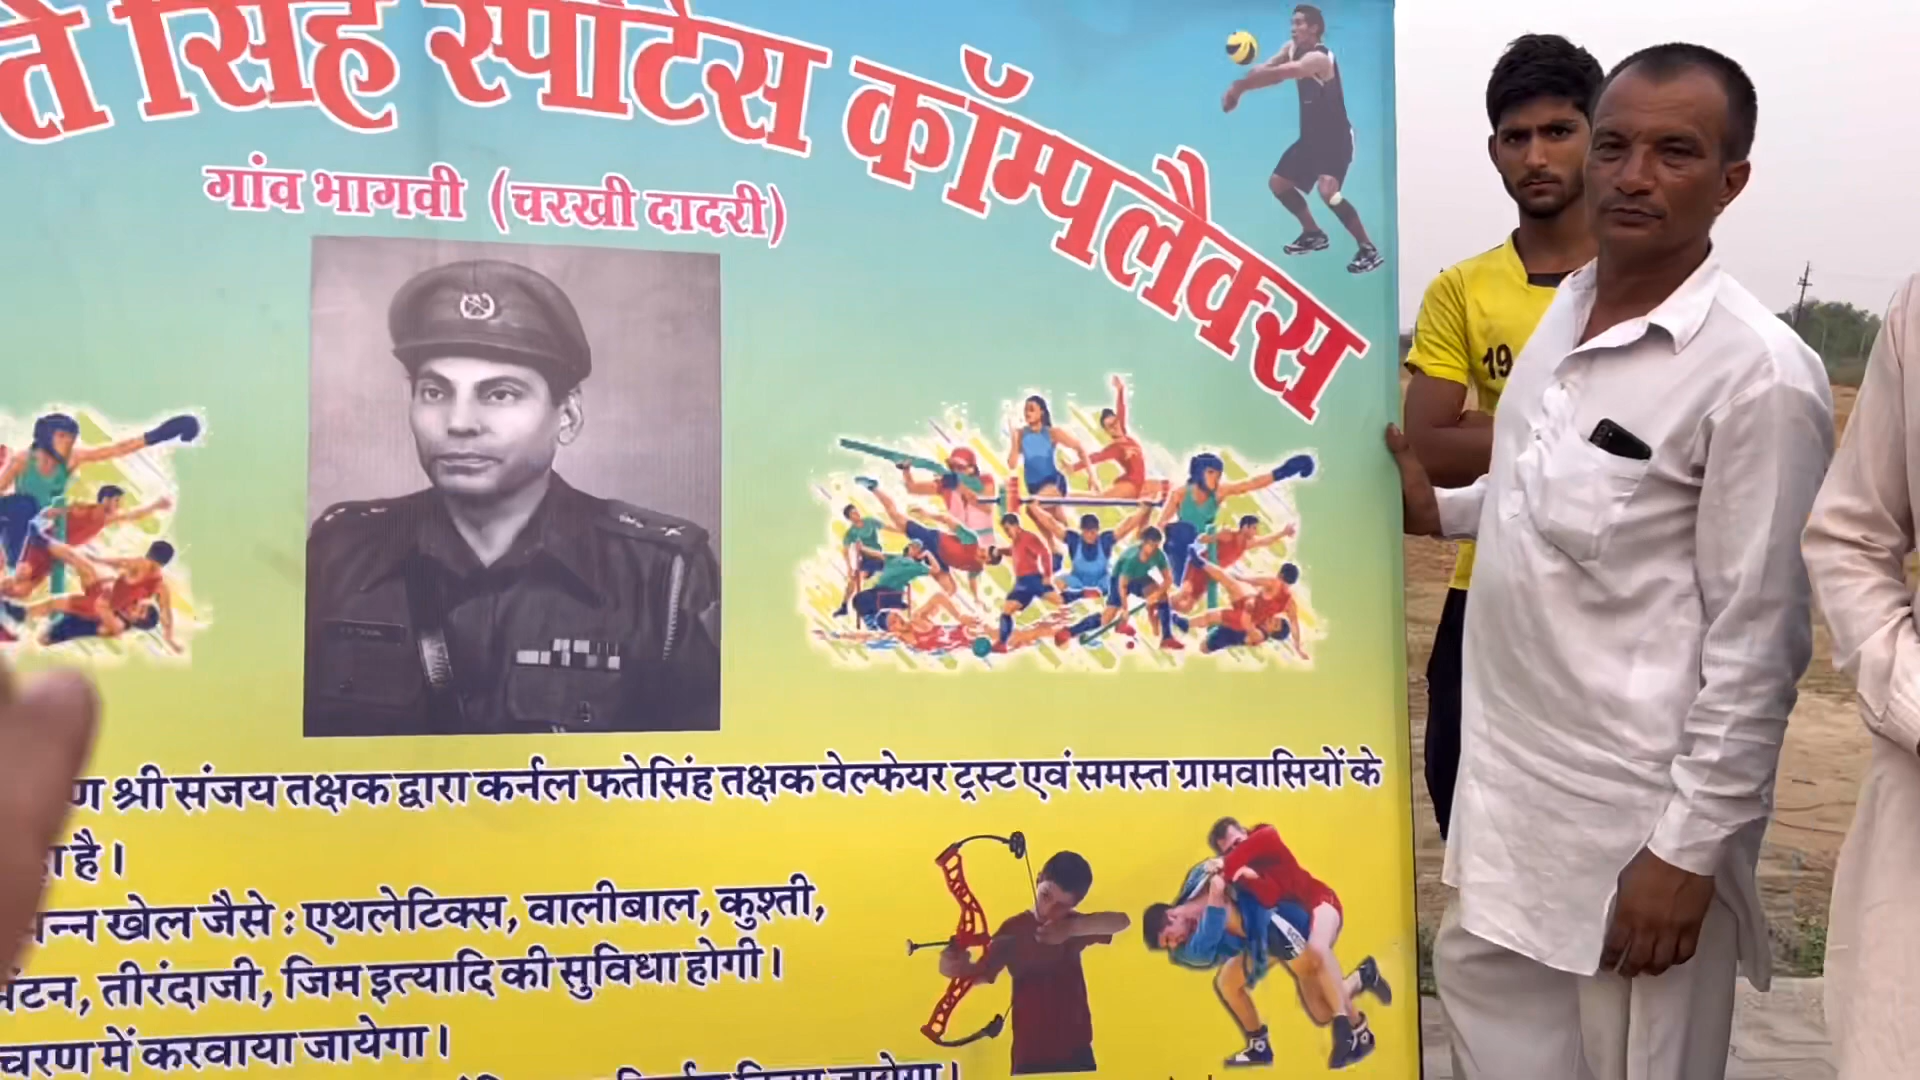 ते सिंह स्पोर्टस कॉम्पलैक्स
गांव भागवी (चरखी दादरी)
19
ण श्री संजय तक्षक द्वारा कर्नल फतेसिंह तक्षक वेल्फेयर ट्रस्ट एवं समस्त ग्रामवासियों के
है।
न्न खेल जैसे : एथलेटिक्स, वालीबाल, कुश्ती,
मंटन, तीरंदाजी, जिम इत्यादि की सुविधा होगी।
चरण में करवाया जायेगा।
जायेगा।